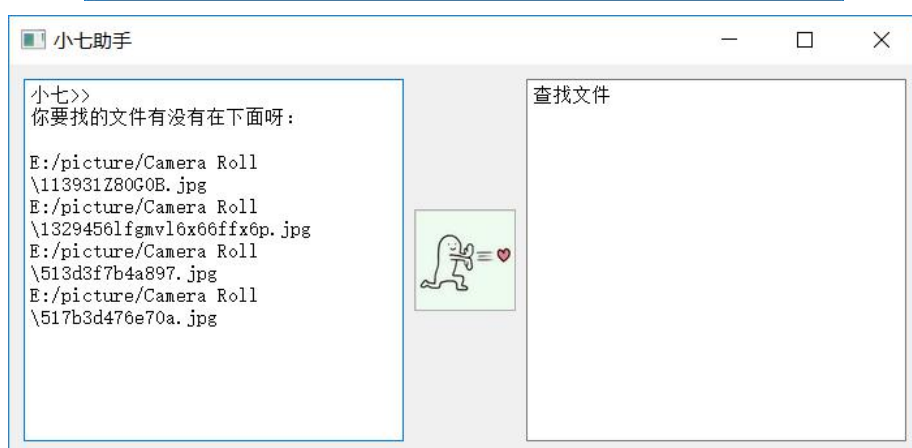 小七助手
小七>>
你要找的文件有没有在下面呀:
E:/picture/Camera Roll
\113931Z80G0B.jpg
E:/picture/Camera Roll
\1329456lfgmvl6x66ffx6p.jpg
E:/picture/Camera Roll
\513d3f7b4a897.jpg
E:/picture/Camera Roll
\517b3d476e70a.jpg
查找文件